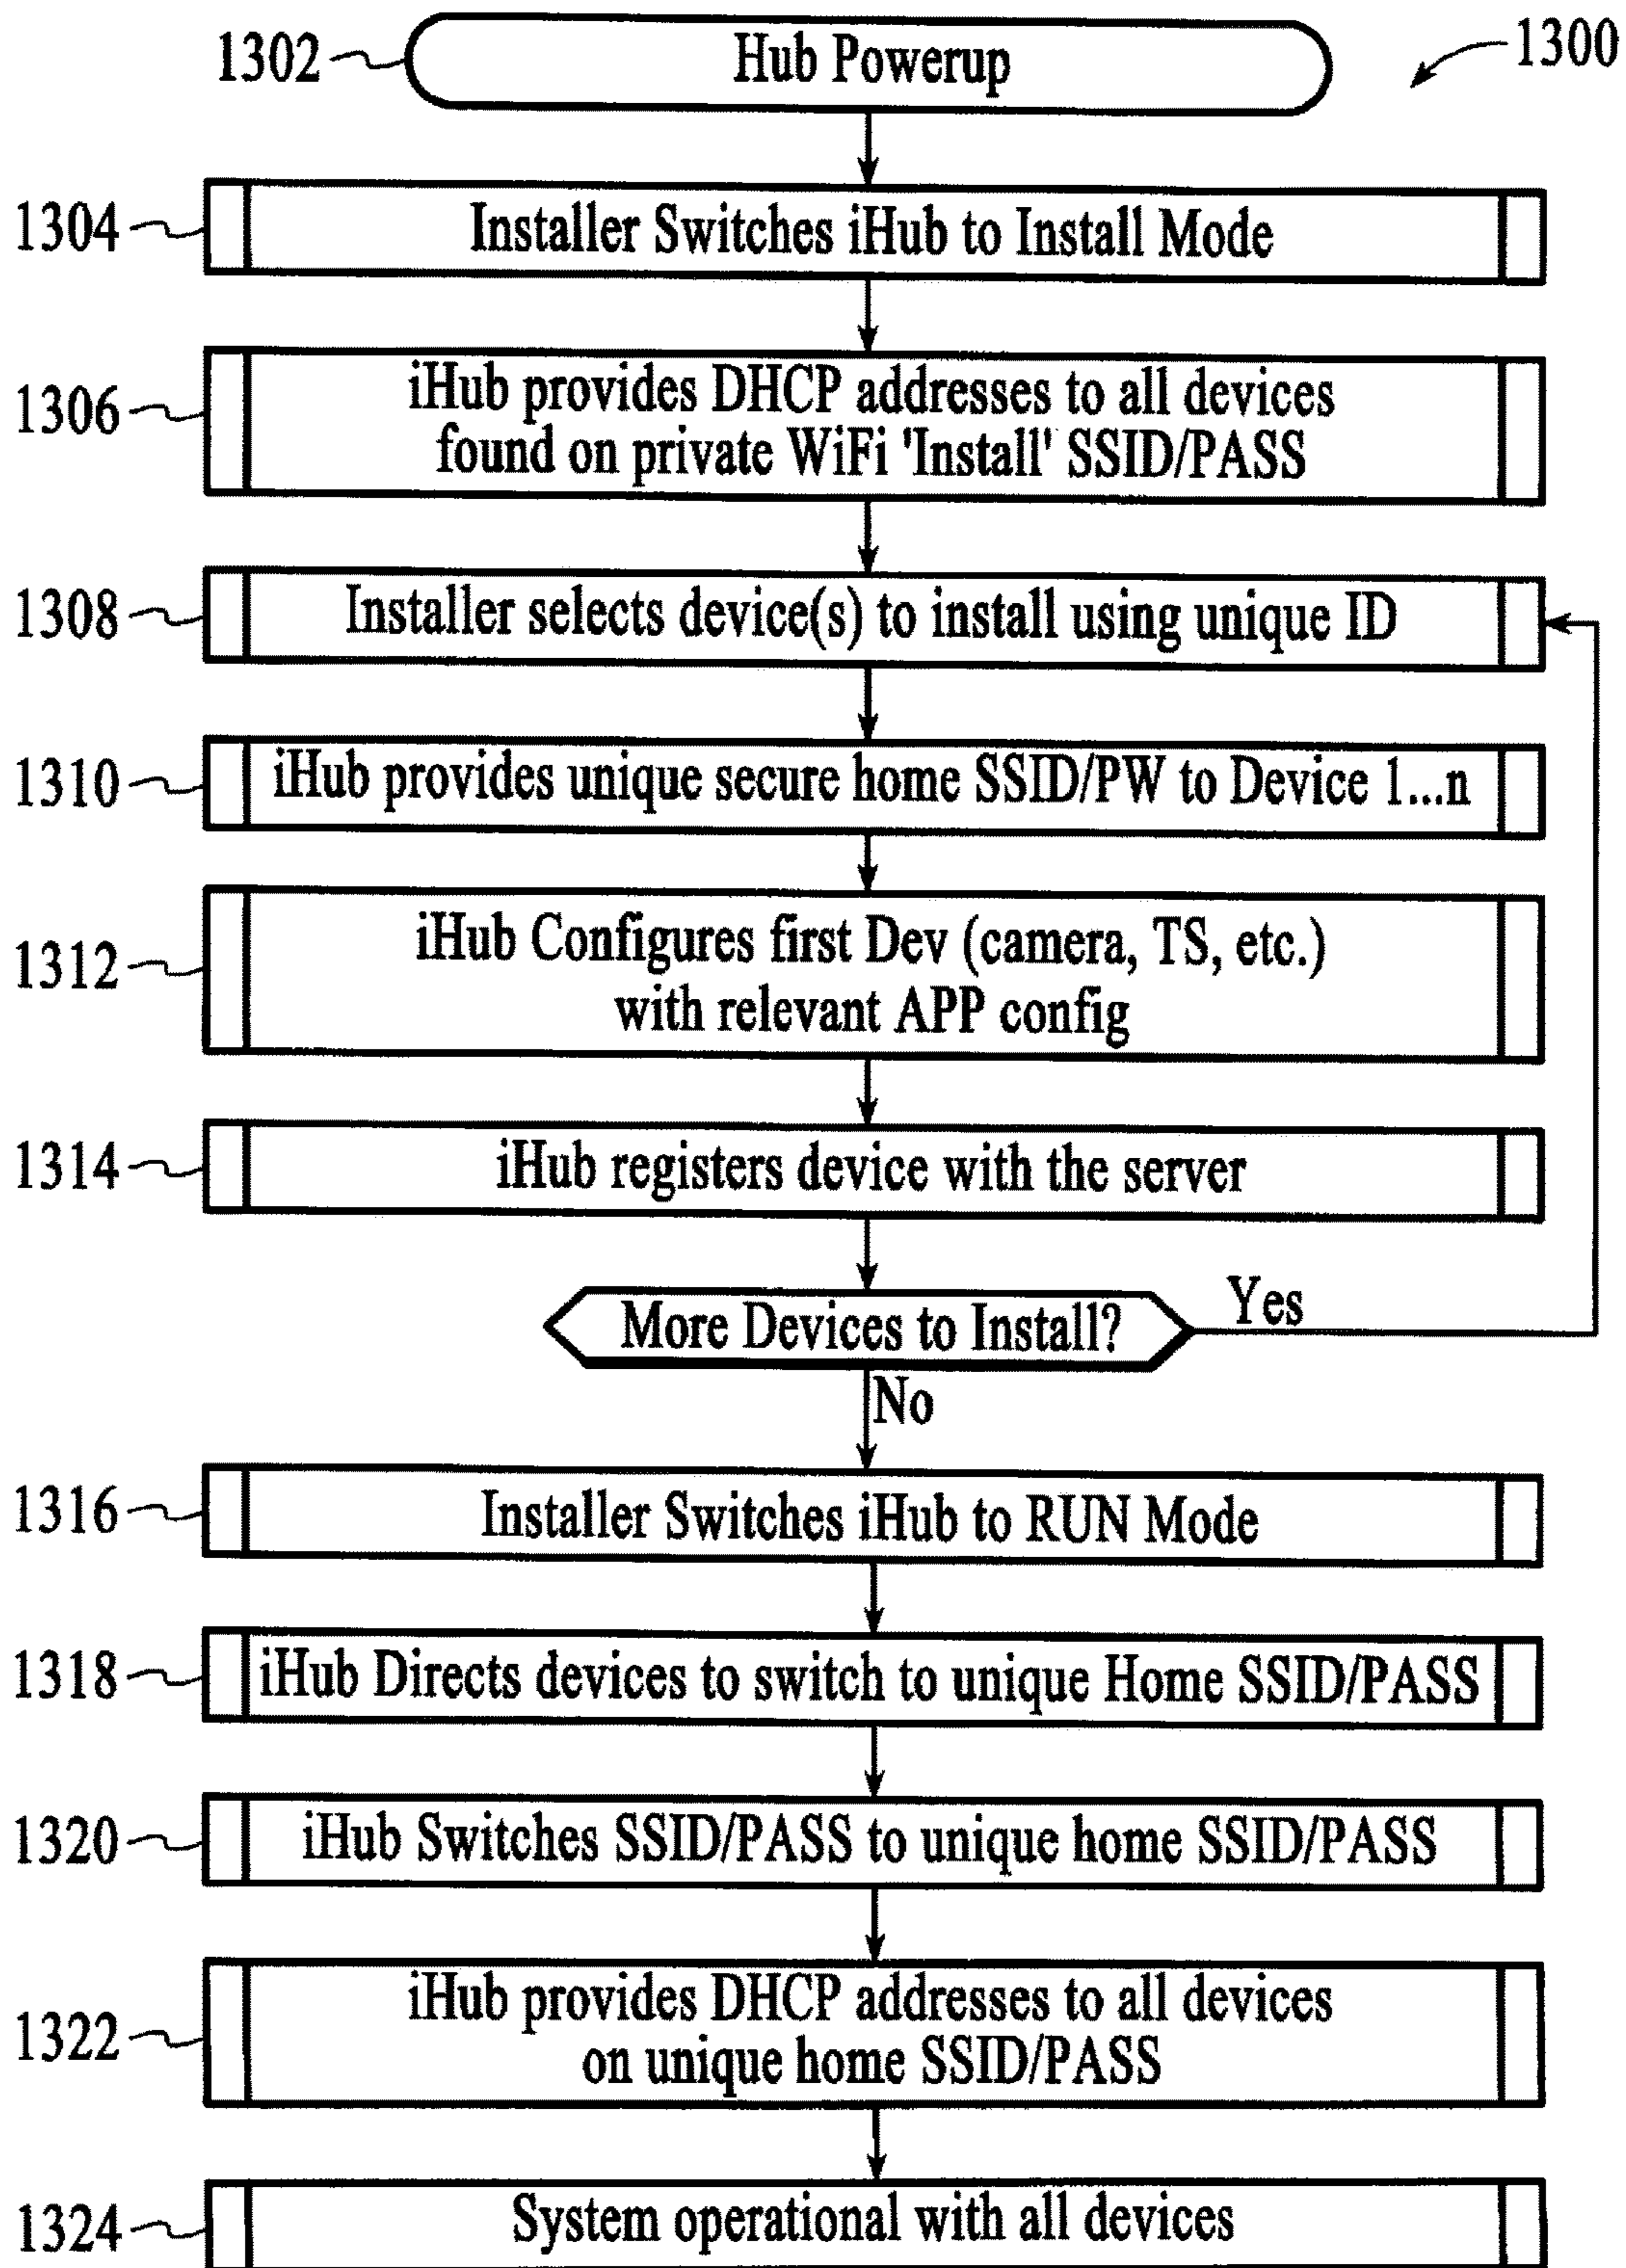 1302
Hub Powerup
1300
1304
Installer Switches iHub to Install Mode
1306
iHub provides DHCP addresses to all devices
found on private WiFi 'Install' SSID/PASS
1308
Installer selects device(s) to install using unique ID
1310
iHub provides unique secure home SSID/PW to Device 1...n
1312
iHub Configures first Dev (camera, TS, etc.)
with relevant APP config
1314
iHub registers device with the server
More Devices to Install?
Yes
No
1316
Installer Switches iHub to RUN Mode
1318
iHub Directs devices to switch to unique Home SSID/PASS
1320
iHub Switches SSID/PASS to unique home SSID/PASS
1322
iHub provides DHCP addresses to all devices
on unique home SSID/PASS
1324
System operational with all devices